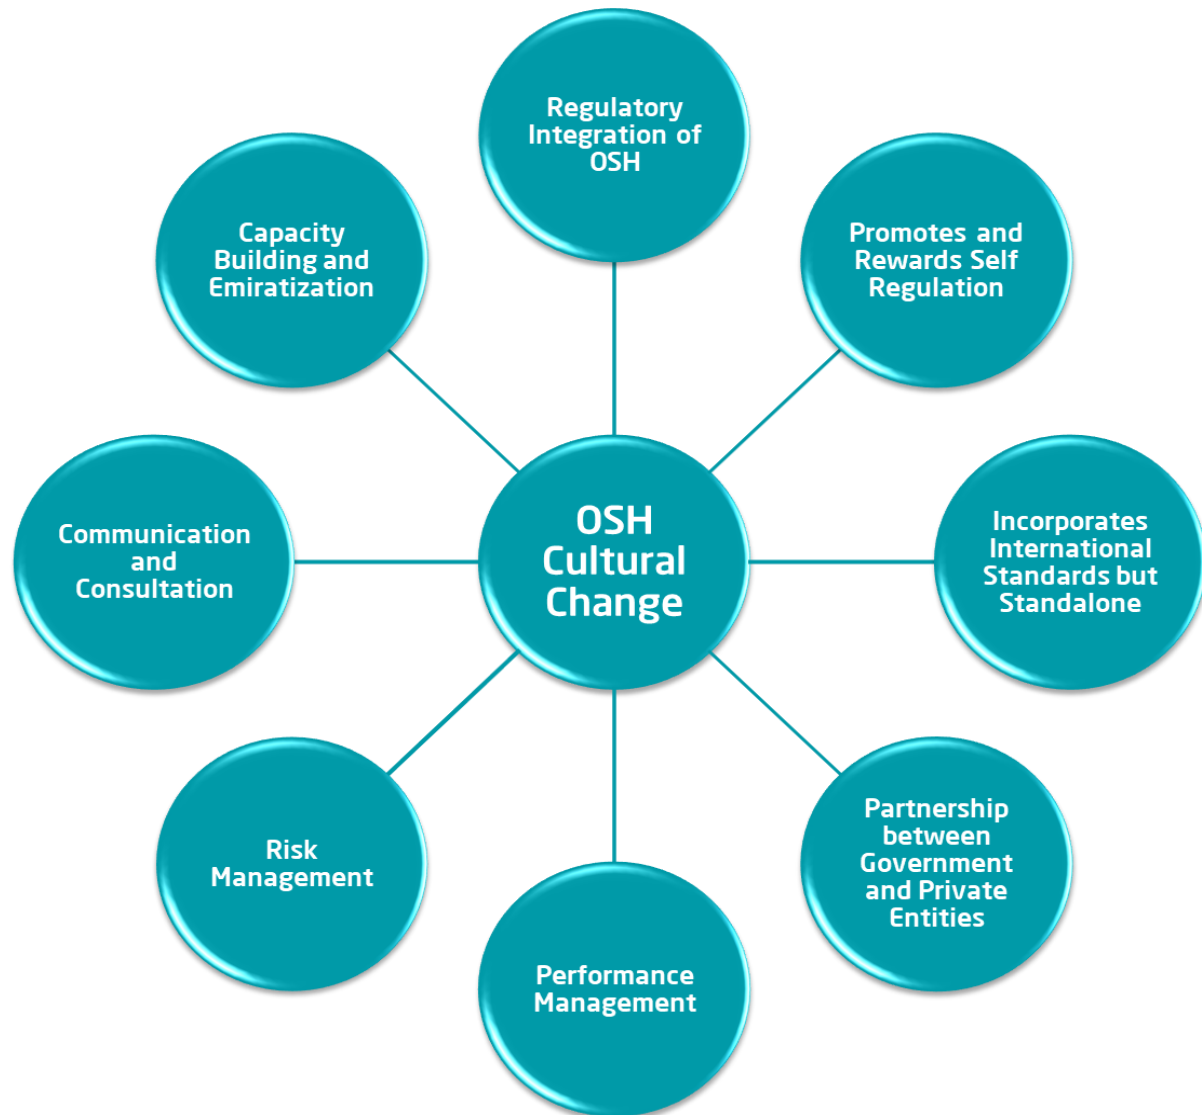 Regulatory
Integration of
OSH
Promotes and
Rewards Self
Regulation
Incorporates
International
Standards but
Standalone
Partnership
between
Government
and Private
Entities
Performance
Management
Risk
Management
Communication
and
Consultation
Capacity
Building and
Emiratization
OSH
Cultural
Change